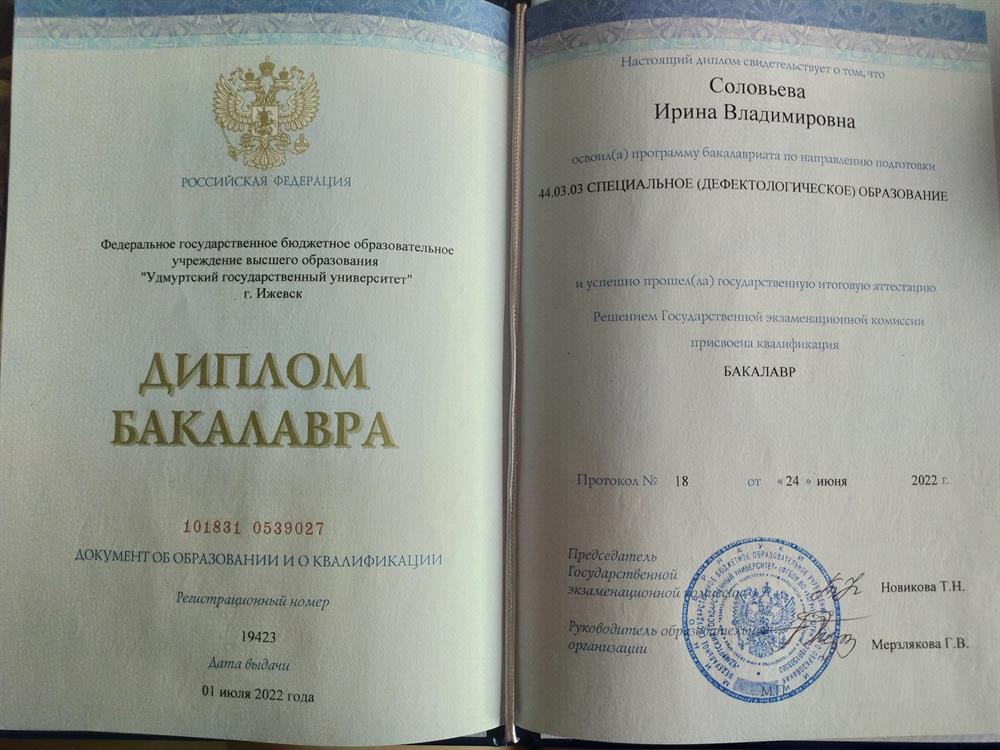 РОССИЙСКАЯ ФЕДЕРАЦИЯ
Федеральное государственное бюджетное образовательное
учреждение высшего образования
"Удмуртский государственный университет"
г. Ижевск
ДИПЛОМ
БАКАЛАВРА
101831 0539027
ДОКУМЕНТ ОБ ОБРАЗОВАНИИ И О КВАЛИФИКАЦИИ
Регистрационный номер
19423
Дата выдачи
01 июля 2022 года
Настоящий диплом свидетельствует о том, что
Соловьева
Ирина Владимировна
освоил(а) программу бакалавриата по направлению подготовки
44.03.03 СПЕЦИАЛЬНОЕ (ДЕФЕКТОЛОГИЧЕСКОЕ) ОБРАЗОВАНИЕ
и успешно прошел(ла) государственную итоговую аттестацию
Решением Государственной экзаменационной комиссии
присвоена квалификация
БАКАЛАВР
Протокол № 18 от «24 » июня 2022 г.
Председатель
Государственной
экзаменационной комиссии
Новикова Т.Н.
Руководитель образовательной
организации
Мерзлякова Г.В.
М.П.